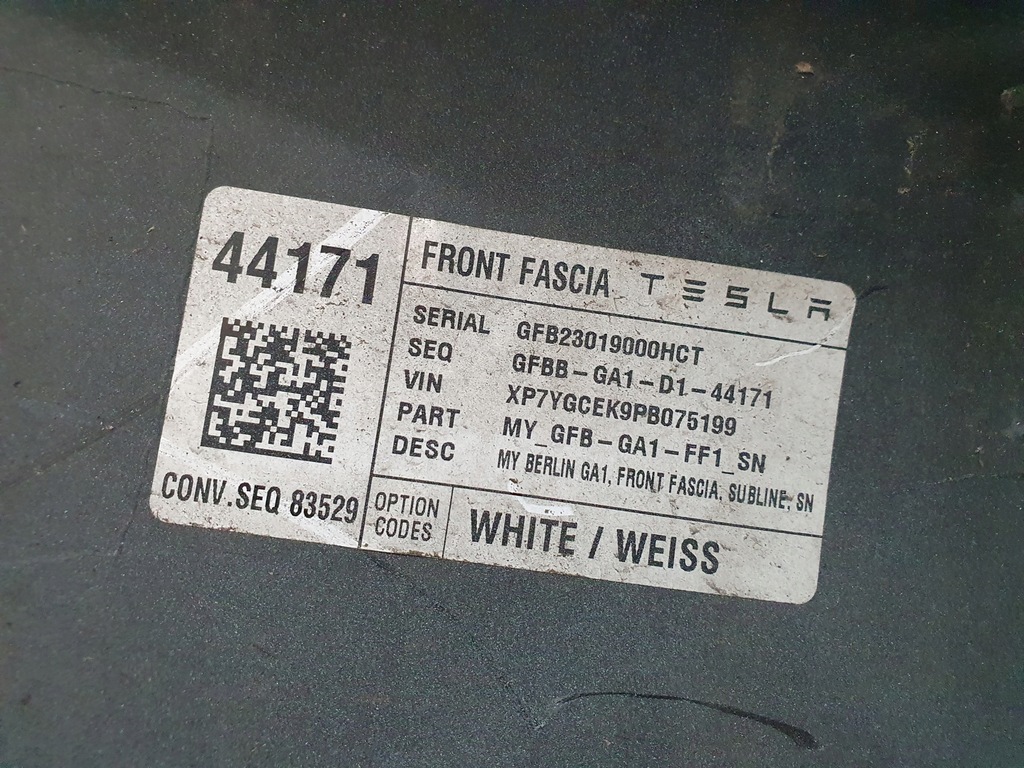 44171
CONV.SEQ 83529
FRONT FASCIA TESLA
SERIAL GFB23019000HCT
SEQ GFBB-GA1-D1-44171
VIN XP7YGCEK9PB075199
PART MY_GFB-GA1-FF1_SN
DESC MY BERLIN GA1, FRONT FASCIA, SUBLINE, SN
OPTION
CODES
WHITE / WEISS